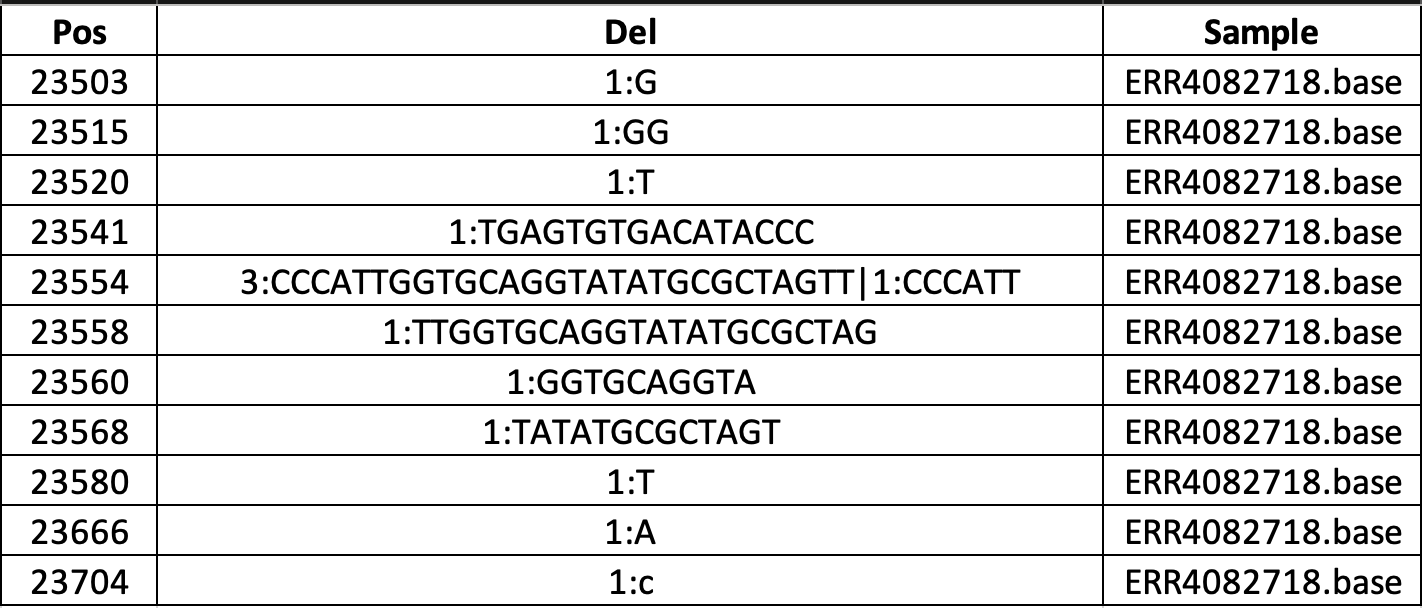 Pos Del Sample
23503 1:G ERR4082718.base
23515 1:GG ERR4082718.base
23520 1:T ERR4082718.base
23541 1:TGAGTGTGACATACCC ERR4082718.base
23554 3:CCCATTGGTGCAGGTATATGCGCTAGTT|1:CCCATT ERR4082718.base
23558 1:TTGGTGCAGGTATATGCGCTAG ERR4082718.base
23560 1:GGTGCAGGTA ERR4082718.base
23568 1:TATATGCGCTAGT ERR4082718.base
23580 1:T ERR4082718.base
23666 1:A ERR4082718.base
23704 1:c ERR4082718.base